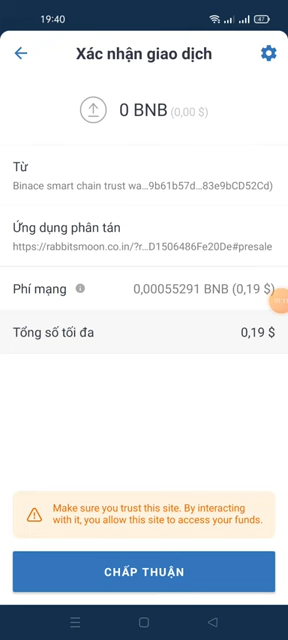 19:40
47
Xác nhận giao dịch
0 BNB (0,00 $)
Từ
Binace smart chain trust wa...9b61b57d...83e9bCD52Cd)
Ứng dụng phân tán
https://rabbitsmoon.co.in/?r...D1506486Fe20De#presale
Phí mạng
0,00055291 BNB (0,19 $)
Tổng số tối đa
0,19 $
Make sure you trust this site. By interacting
with it, you allow this site to access your funds.
CHẤP THUẬN